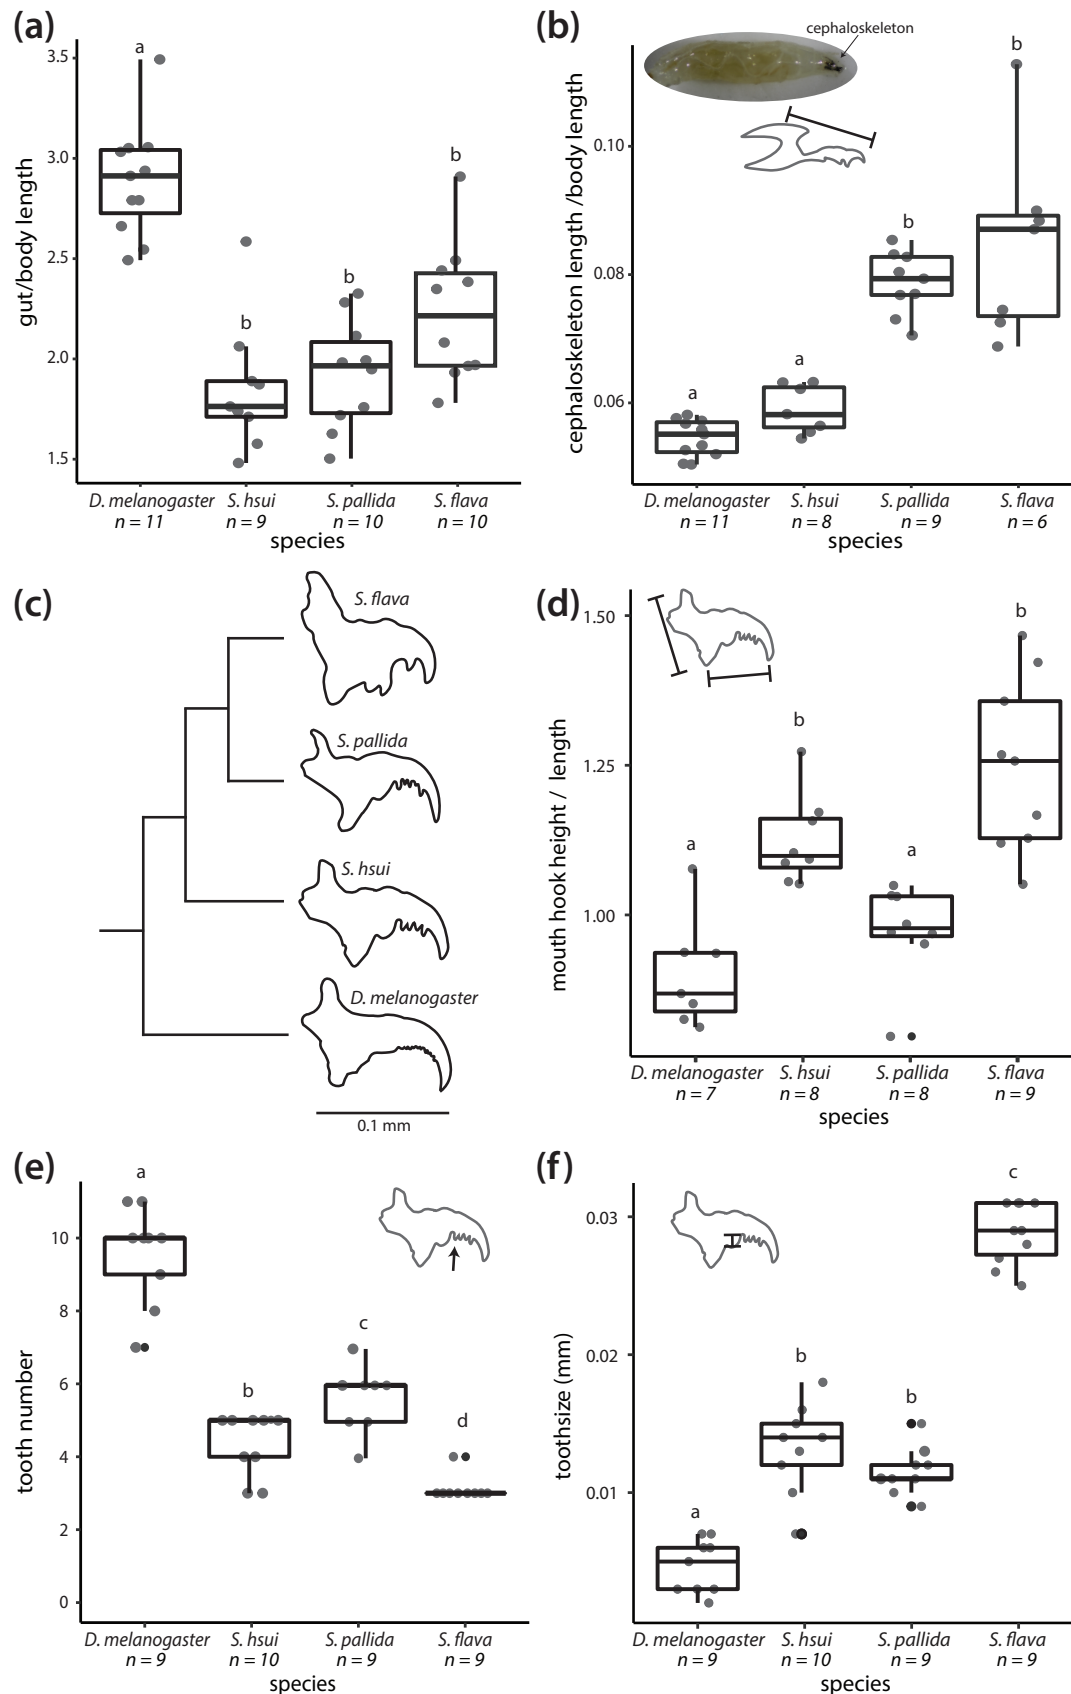 (a)
a
b
b
b
3.5
3.0
2.5
2.0
1.5
gut/body length
D. melanogaster
n = 11
S. hsui
n = 9
S. pallida
n = 10
S. flava
n = 10
species
(b)
cephaloskeleton
a
a
b
b
0.10
0.08
0.06
cephaloskeleton length /body length
D. melanogaster
n = 11
S. hsui
n = 8
S. pallida
n = 9
S. flava
n = 6
species
(c)
S. flava
S. pallida
S. hsui
D. melanogaster
0.1 mm
(d)
a
b
a
b
1.50
1.25
1.00
mouth hook height / length
D. melanogaster
n = 7
S. hsui
n = 8
S. pallida
n = 8
S. flava
n = 9
species
(e)
a
b
c
d
10
8
6
4
2
0
tooth number
D. melanogaster
n = 9
S. hsui
n = 10
S. pallida
n = 9
S. flava
n = 9
species
(f)
a
b
b
c
0.03
0.02
0.01
toothsize (mm)
D. melanogaster
n = 9
S. hsui
n = 10
S. pallida
n = 9
S. flava
n = 9
species